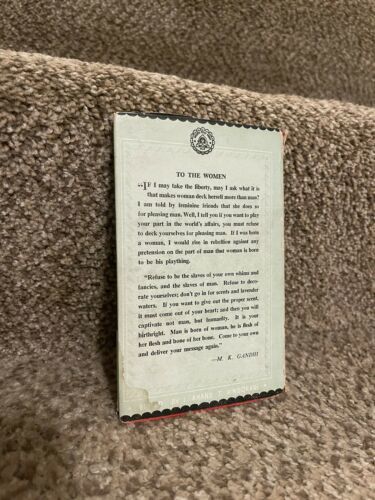 TO THE WOMEN
"IF I may take the liberty, may I ask what it is
that makes woman deck herself more than man?
I am told by feminine friends that she does so
for pleasing man. Well, I tell you if you want to play
your part in the world's affairs, you must refuse
to deck yourselves for pleasing man. If I was born
a woman, I would rise in rebellion against any
pretension on the part of man that woman is born
to be his plaything.
"Refuse to be the slaves of your own whims and
fancies, and the slaves of man. Refuse to deco-
rate yourselves; don't go in for scents and lavender
waters. If you want to give out the proper scent,
it must come out of your heart; and then you will
captivate not man, but humanity. It is your
birthright. Man is born of woman, he is flesh of
her flesh and bone of her bone. Come to your own
and deliver your message again."
—M. K. GANDHI